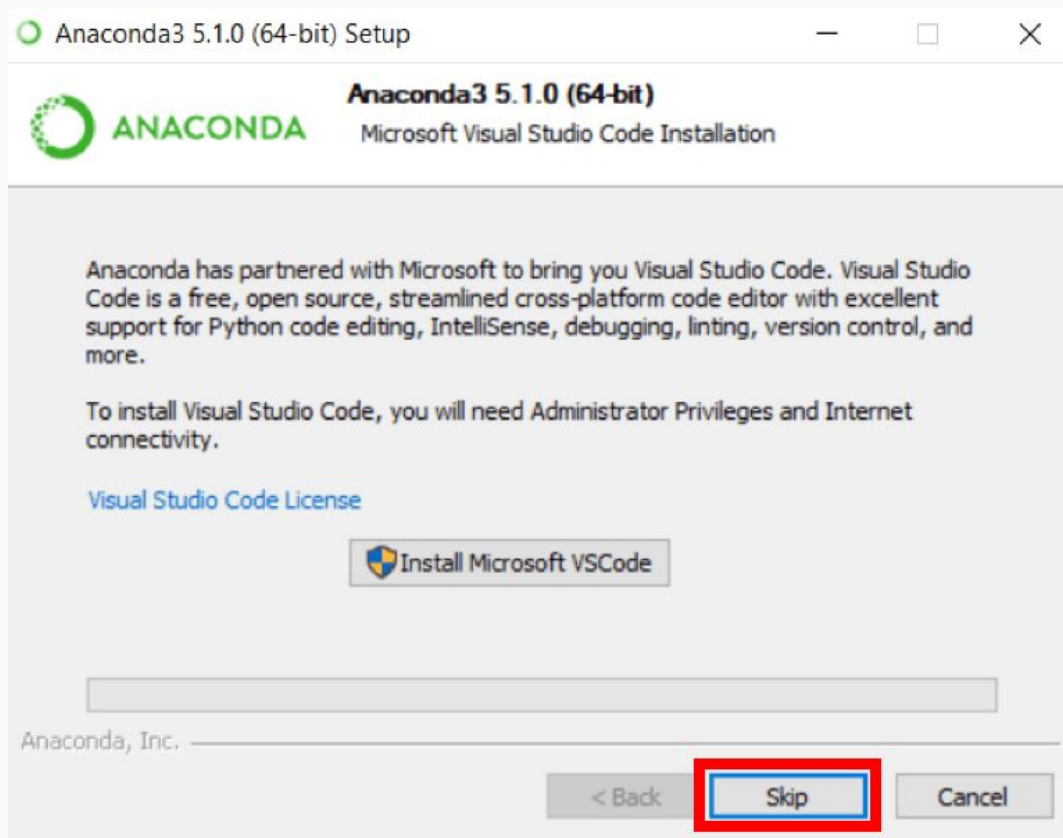 Anaconda3 5.1.0 (64-bit) Setup
ANACONDA
Anaconda3 5.1.0 (64-bit)
Microsoft Visual Studio Code Installation
Anaconda has partnered with Microsoft to bring you Visual Studio Code. Visual Studio
Code is a free, open source, streamlined cross-platform code editor with excellent
support for Python code editing, IntelliSense, debugging, linting, version control, and
more.
To install Visual Studio Code, you will need Administrator Privileges and Internet
connectivity.
Visual Studio Code License
Install Microsoft VSCode
Anaconda, Inc.
< Back
Skip
Cancel